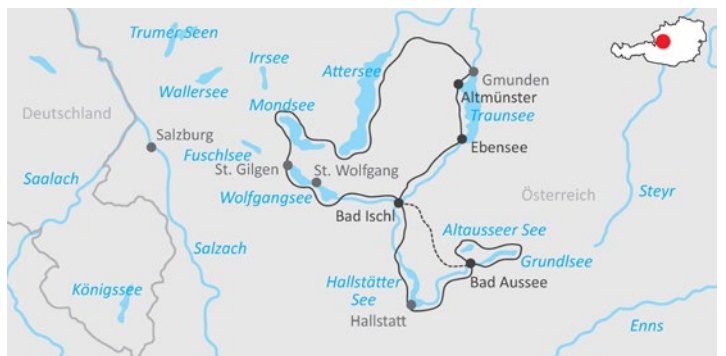 Trumer Seen
Irrsee
Attersee
Wallersee
Gmunden
Altmünster
Deutschland
Mondsee
Traunsee
Salzburg
Ebensee
Fuschlsee
St. Gilgen
St. Wolfgang
Saalach
Wolfgangsee
Österreich
Steyr
Bad Ischl
Altausseer See
Salzach
Grundlsee
Hallstätter
See
Bad Aussee
Königssee
Hallstatt
Enns